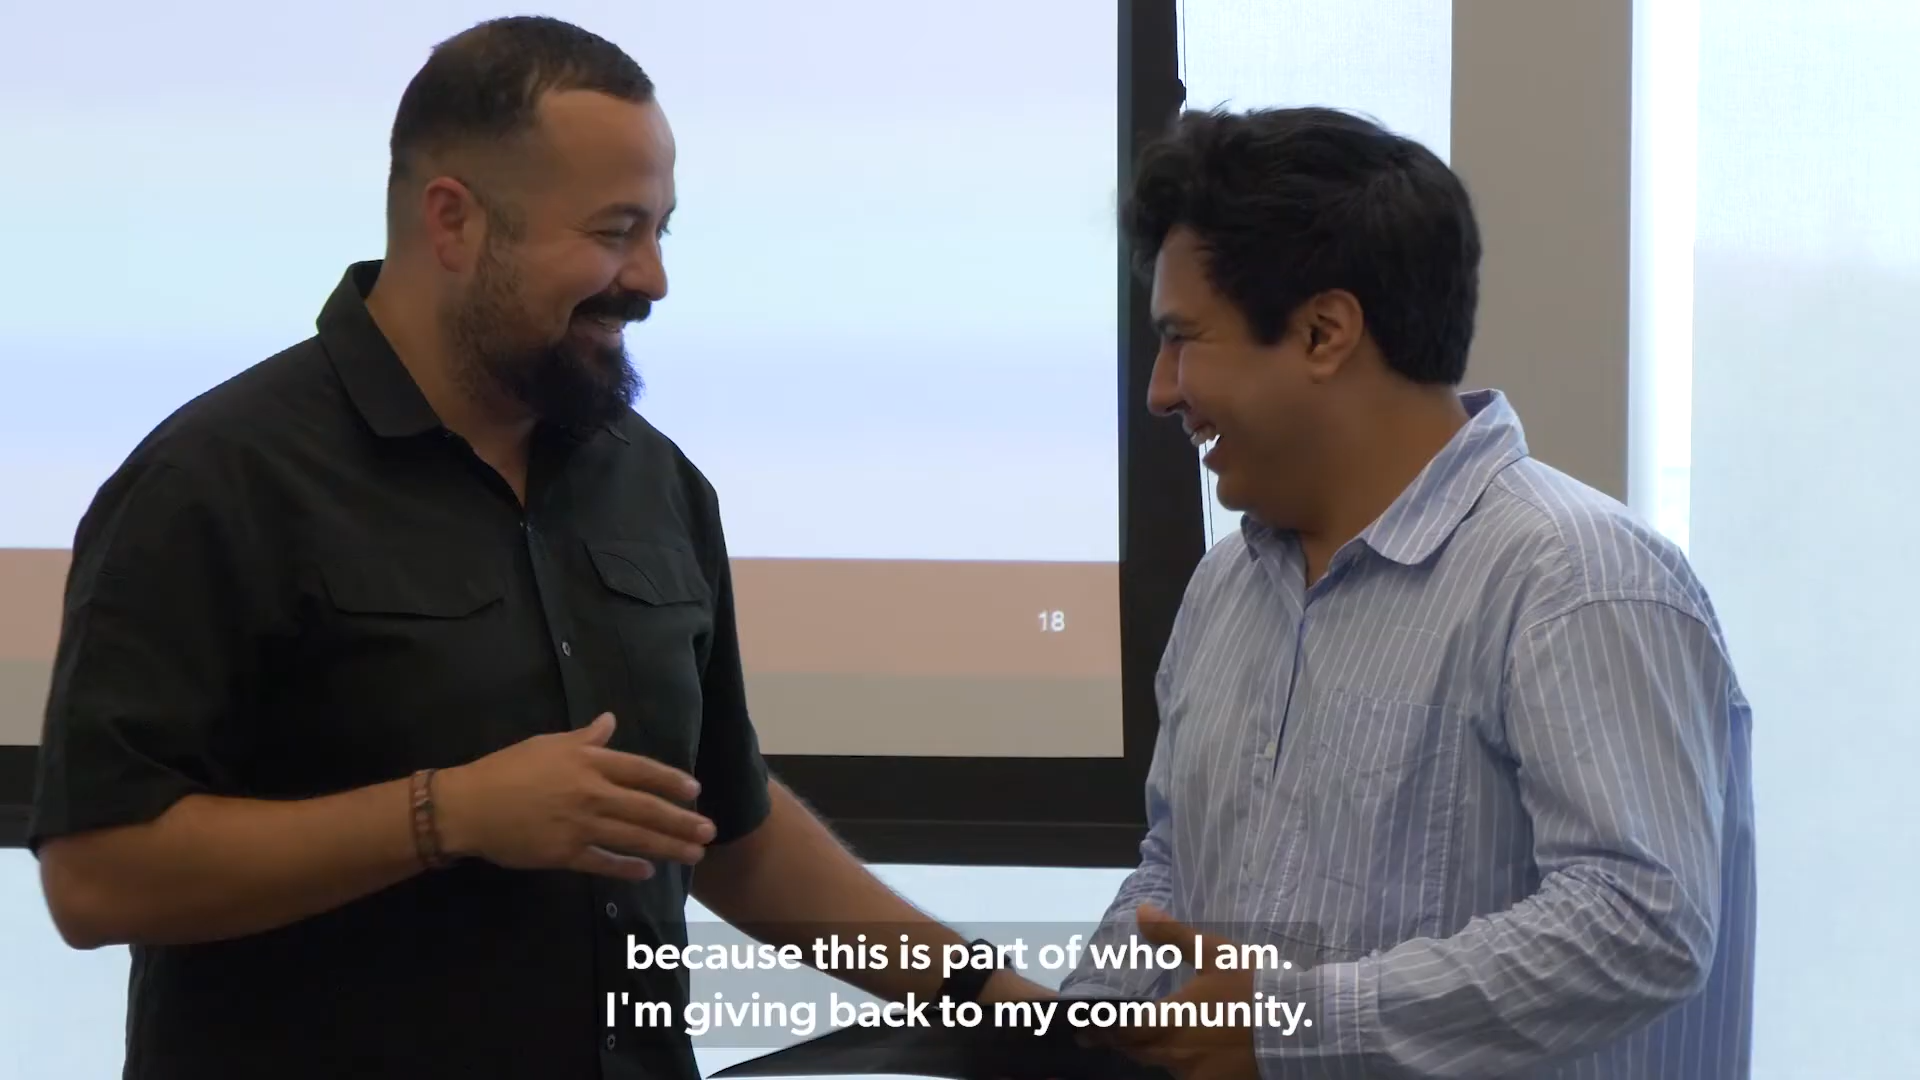 18
because this is part of who I am.
I'm giving back to my community.